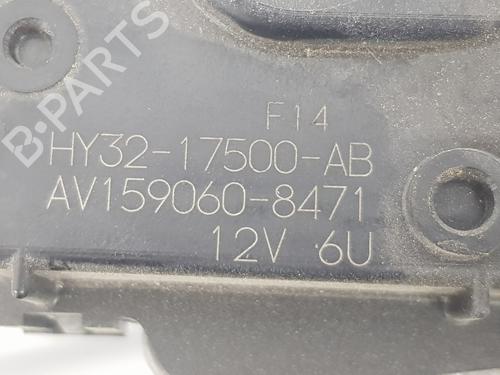 B-PARTS
F14
HY32-17500-AB
AV159060-8471
12V 6U